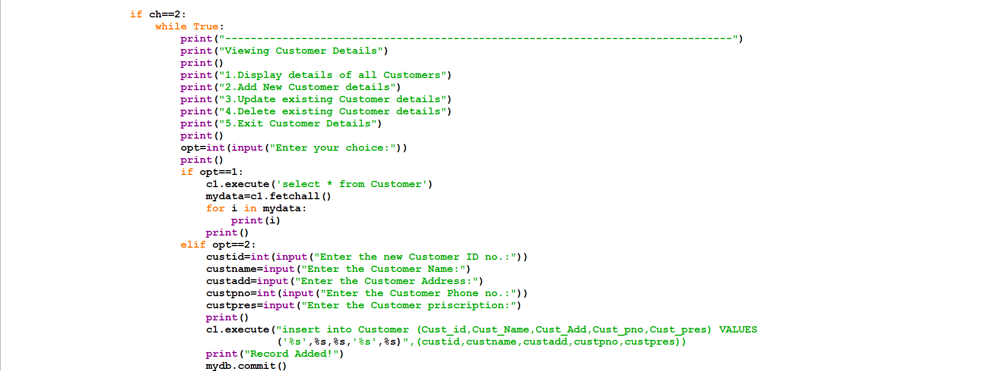 if ch==2:
while True:
print("--------------------------------------------------------------------------------")
print("Viewing Customer Details")
print()
print("1.Display details of all Customers")
print("2.Add New Customer details")
print("3.Update existing Customer details")
print("4.Delete existing Customer details")
print("5.Exit Customer Details")
print()
opt=int(input("Enter your choice:"))
print()
if opt==1:
c1.execute('select * from Customer')
mydata=c1.fetchall()
for i in mydata:
print(i)
print()
elif opt==2:
custid=int(input("Enter the new Customer ID no.:"))
custname=input("Enter the Customer Name:")
custadd=input("Enter the Customer Address:")
custpno=int(input("Enter the Customer Phone no.:"))
custpres=input("Enter the Customer priscription:")
print()
c1.execute("insert into Customer (Cust_id,Cust_Name,Cust_Add,Cust_pno,Cust_pres) VALUES
('%s',%s,%s,'%s',%s)",(custid,custname,custadd,custpno,custpres))
print("Record Added!")
mydb.commit()